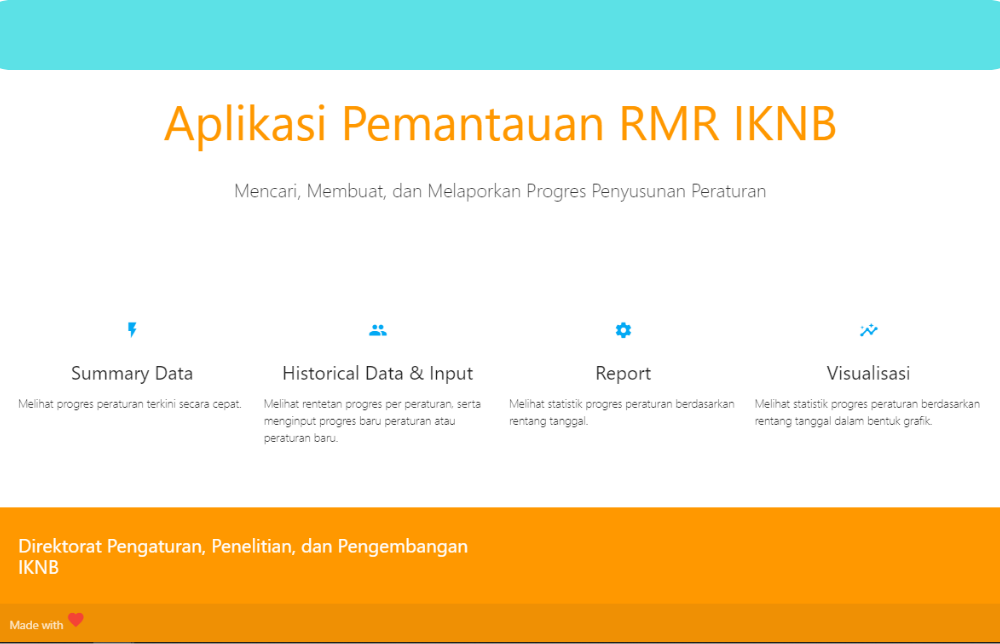 Aplikasi Pemantauan RMR IKNB
Mencari, Membuat, dan Melaporkan Progres Penyusunan Peraturan
Summary Data
Melihat progres peraturan terkini secara cepat.
Historical Data & Input
Melihat rentetan progres per peraturan, serta
menginput progres baru peraturan atau
peraturan baru.
Report
Melihat statistik progres peraturan berdasarkan
rentang tanggal.
Visualisasi
Melihat statistik progres peraturan berdasarkan
rentang tanggal dalam bentuk grafik.
Direktorat Pengaturan, Penelitian, dan Pengembangan
IKNB
Made with